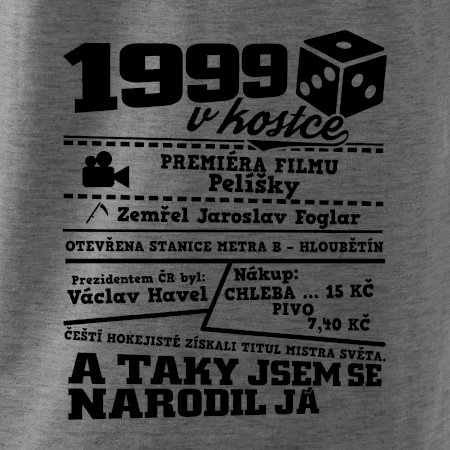 1999
v kostce
PREMIÉRA FILMU
Pelíšky
Zemřel Jaroslav Foglar
OTEVŘENA STANICE METRA B - HLOUBĚTÍN
Prezidentem ČR byl:
Václav Havel
Nákup:
CHLEBA ... 15 KČ
PIVO
7,40 KČ
ČEŠTÍ HOKEJISTÉ ZÍSKALI TITUL MISTRA SVĚTA.
A TAKY JSEM SE
NARODIL JÁ